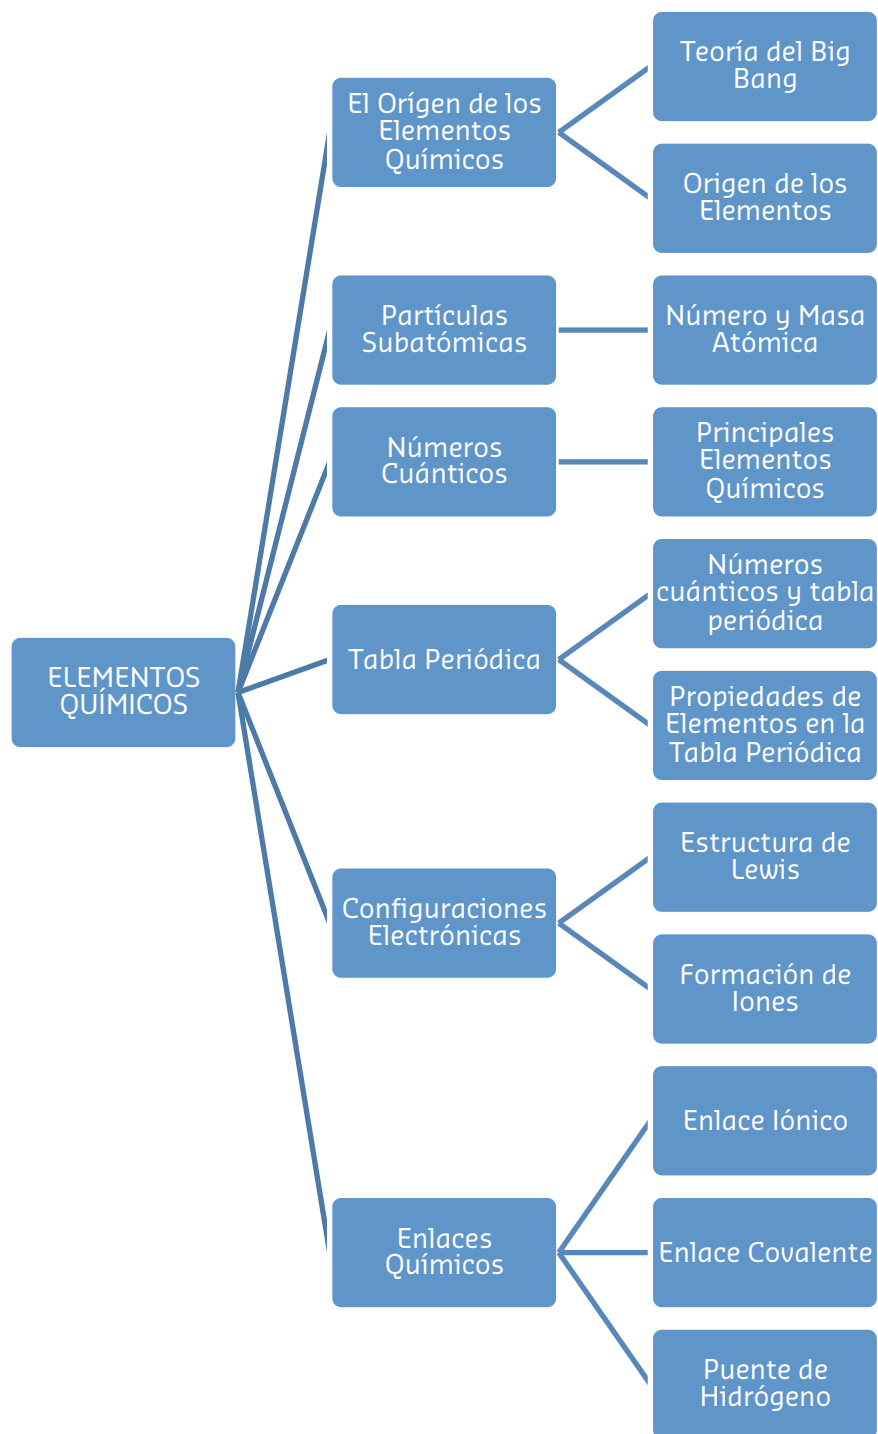 ELEMENTOS
QUÍMICOS
El Orígen de los
Elementos
Químicos
Teoría del Big
Bang
Origen de los
Elementos
Partículas
Subatómicas
Número y Masa
Atómica
Números
Cuánticos
Principales
Elementos
Químicos
Tabla Periódica
Números
cuánticos y tabla
periódica
Propiedades de
Elementos en la
Tabla Periódica
Configuraciones
Electrónicas
Estructura de
Lewis
Formación de
Iones
Enlaces
Químicos
Enlace Iónico
Enlace Covalente
Puente de
Hidrógeno